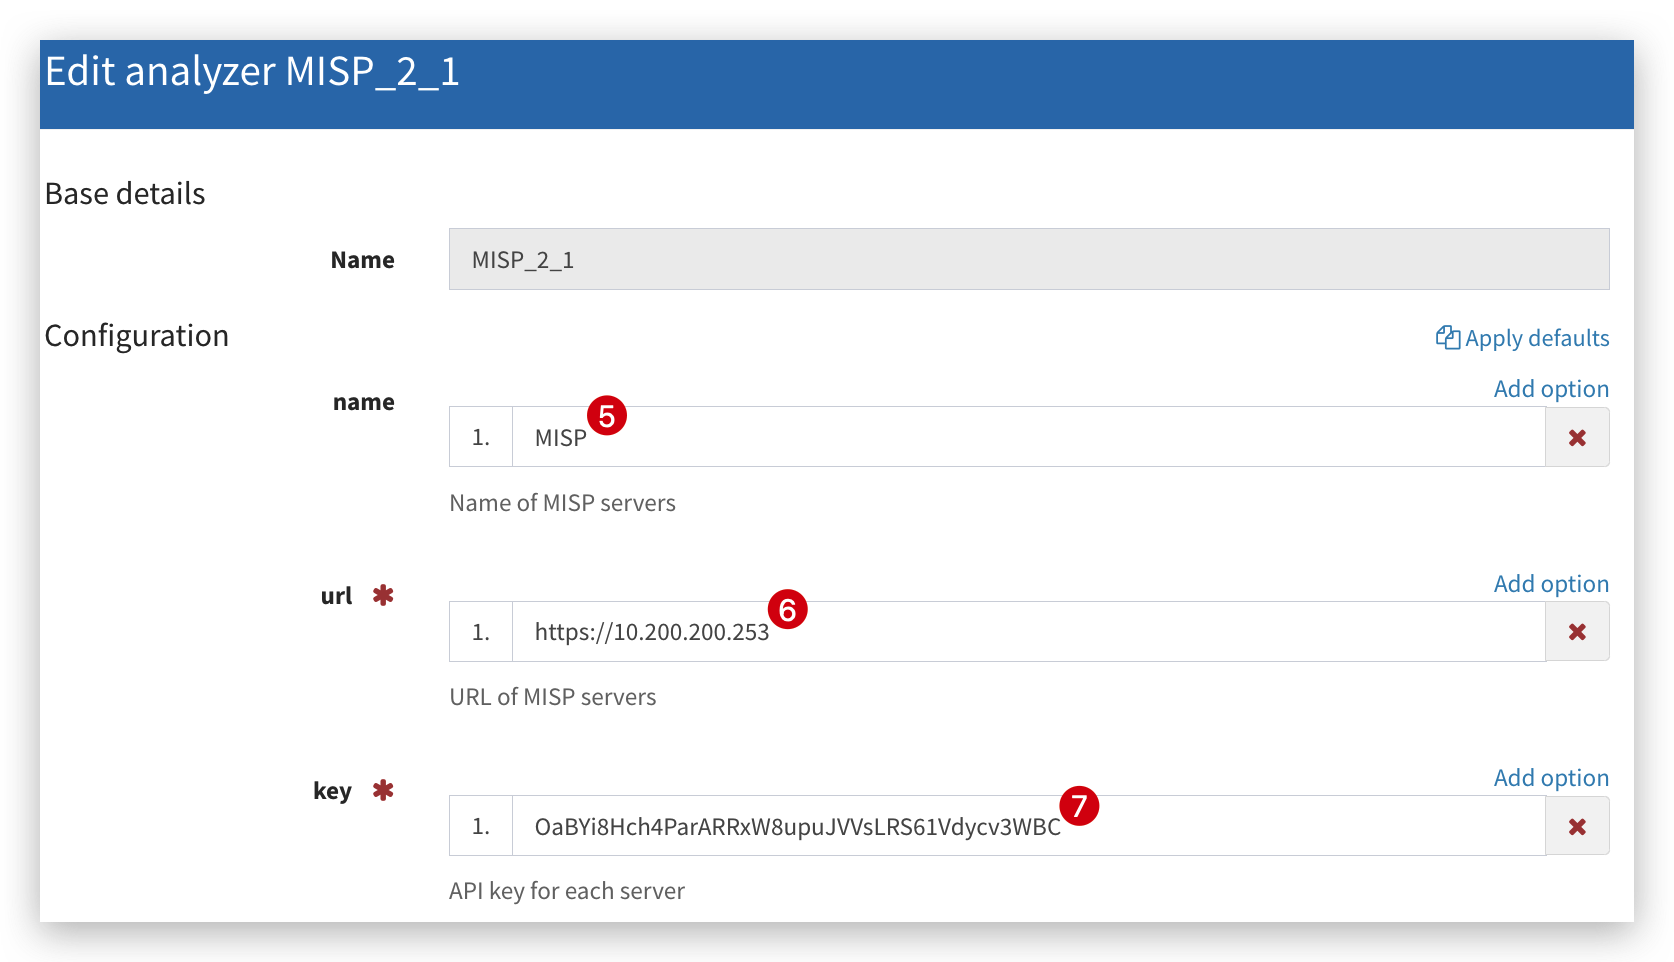 Edit analyzer MISP_2_1
Base details
Name
MISP_2_1
Configuration
Apply defaults
name
Add option
1.
MISP
5
Name of MISP servers
url *
Add option
1.
https://10.200.200.253
6
URL of MISP servers
key *
Add option
1.
OaBYi8Hch4ParARRxW8upuJVVsLRS61Vdycv3WBC
7
API key for each server